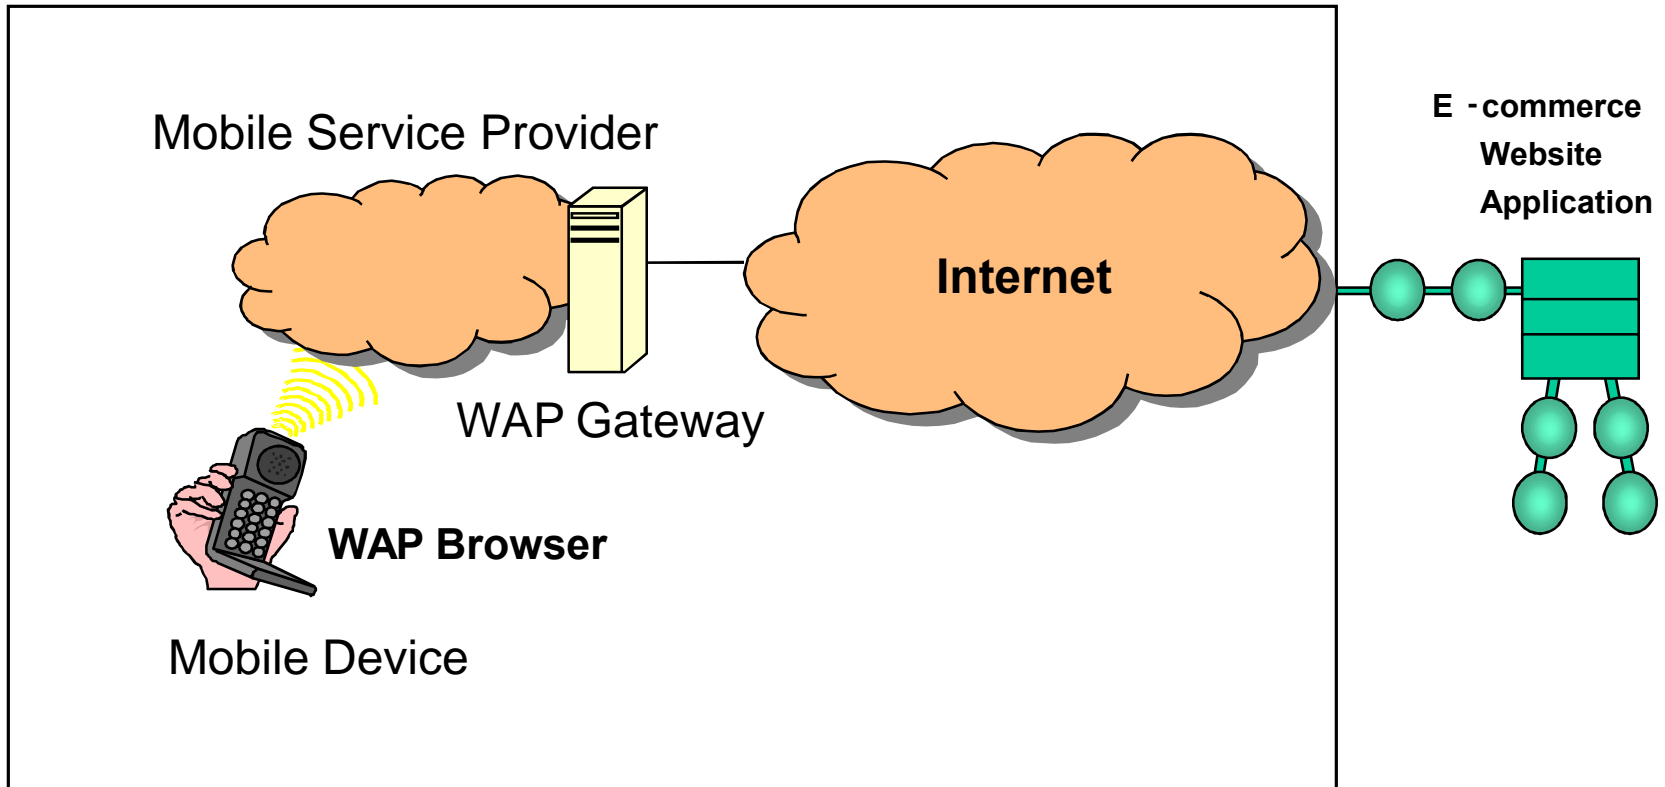 Mobile Service Provider
E - commerce
Website
Application
Internet
WAP Gateway
WAP Browser
Mobile Device